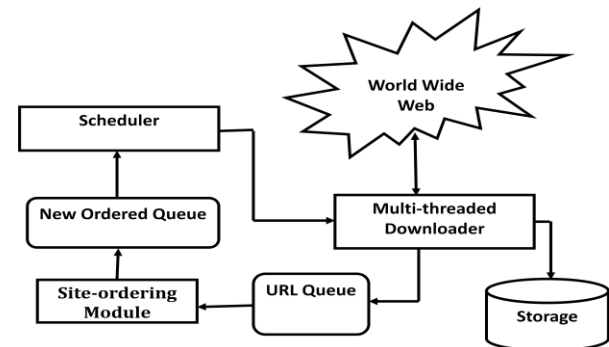 World Wide
Web
Scheduler
New Ordered Queue
Multi-threaded
Downloader
Site-ordering
Module
URL Queue
Storage